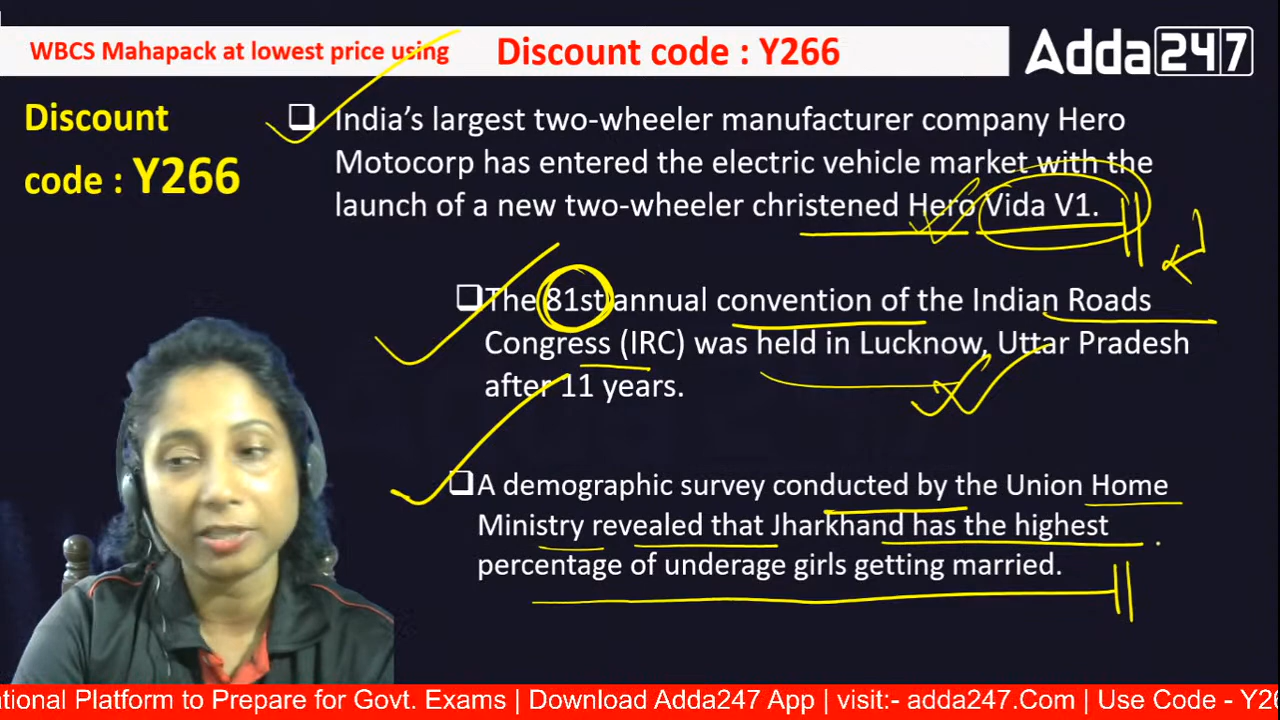 WBCS Mahapack at lowest price using
Discount code : Y266
Adda247
Discount
code : Y266
India’s largest two-wheeler manufacturer company Hero
Motocorp has entered the electric vehicle market with the
launch of a new two-wheeler christened Hero Vida V1.
The 81st annual convention of the Indian Roads
Congress (IRC) was held in Lucknow, Uttar Pradesh
after 11 years.
A demographic survey conducted by the Union Home
Ministry revealed that Jharkhand has the highest
percentage of underage girls getting married.
ational Platform to Prepare for Govt. Exams | Download Adda247 App | visit:- adda247.Com | Use Code - Y26